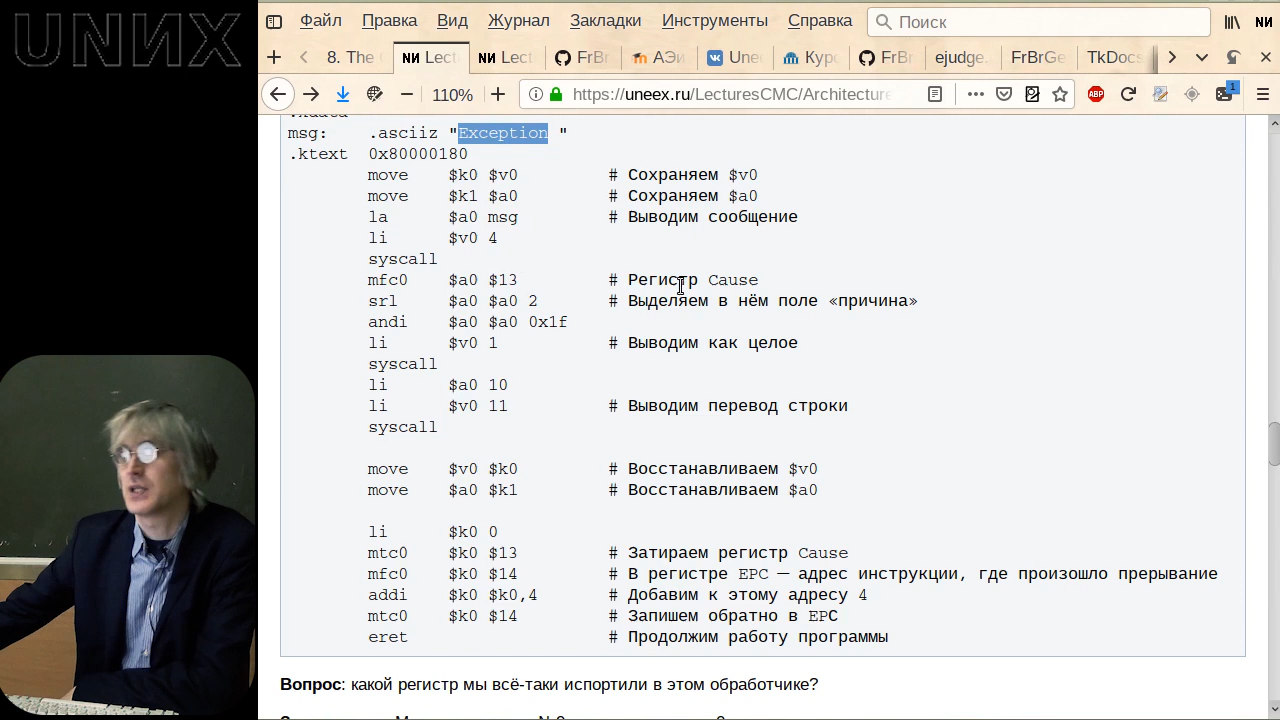 UNIX
Файл Правка Вид Журнал Закладки Инструменты Справка Поиск
8. The Lect Lect FrBr АЭи Une Курс FrBr ejudge. FrBrGe TkDocs
110% https://uneex.ru/LecturesCMC/Architecture 1
.kdata
msg: .asciiz "Exception "
.ktext 0x80000180
move $k0 $v0 # Сохраняем $v0
move $k1 $a0 # Сохраняем $a0
la $a0 msg # Выводим сообщение
li $v0 4
syscall
mfc0 $a0 $13 # Регистр Cause
srl $a0 $a0 2 # Выделяем в нём поле «причина»
andi $a0 $a0 0x1f
li $v0 1 # Выводим как целое
syscall
li $a0 10
li $v0 11 # Выводим перевод строки
syscall
move $v0 $k0 # Восстанавливаем $v0
move $a0 $k1 # Восстанавливаем $a0
li $k0 0
mtc0 $k0 $13 # Затираем регистр Cause
mfc0 $k0 $14 # В регистре EPC — адрес инструкции, где произошло прерывание
addi $k0 $k0,4 # Добавим к этому адресу 4
mtc0 $k0 $14 # Запишем обратно в EPC
eret # Продолжим работу программы
Вопрос: какой регистр мы всё-таки испортили в этом обработчике?